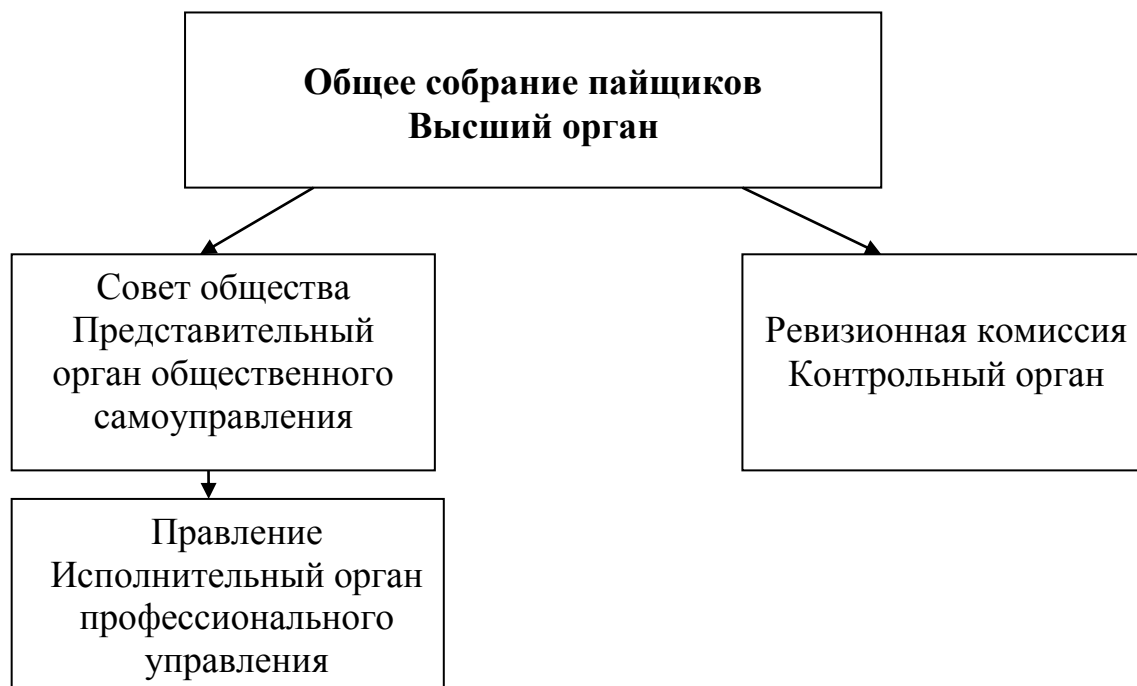 Общее собрание пайщиков
Высший орган
Совет общества
Представительный
орган общественного
самоуправления
Ревизионная комиссия
Контрольный орган
Правление
Исполнительный орган
профессионального
управления